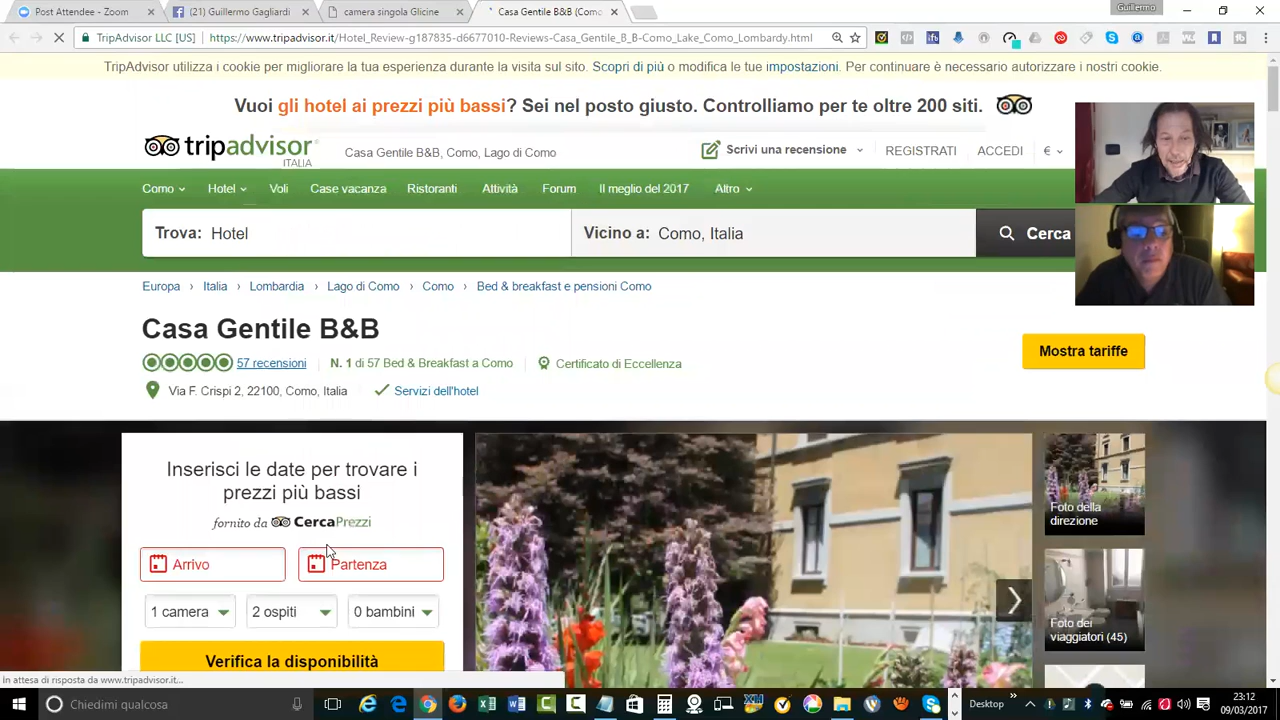 Post Attendee - Zoom
(21) Guillermo Gagliardi
camera singola Glicine
Casa Gentile B&B (Como
Guillermo
TripAdvisor LLC [US]
https://www.tripadvisor.it/Hotel_Review-g187835-d6677010-Reviews-Casa_Gentile_B_B-Como_Lake_Como_Lombardy.html
TripAdvisor utilizza i cookie per migliorare la tua esperienza durante la visita sul sito. Scopri di più o modifica le tue impostazioni. Per continuare è necessario autorizzare i nostri cookie.
Vuoi gli hotel ai prezzi più bassi? Sei nel posto giusto. Controlliamo per te oltre 200 siti.
tripadvisor
ITALIA
Casa Gentile B&B, Como, Lago di Como
Scrivi una recensione
REGISTRATI
ACCEDI
€
Como
Hotel
Voli
Case vacanza
Ristoranti
Attività
Forum
Il meglio del 2017
Altro
Trova: Hotel
Vicino a: Como, Italia
Cerca
Europa › Italia › Lombardia › Lago di Como › Como › Bed & breakfast e pensioni Como
Casa Gentile B&B
57 recensioni
N. 1 di 57 Bed & Breakfast a Como
Certificato di Eccellenza
Mostra tariffe
Via F. Crispi 2, 22100, Como, Italia
Servizi dell'hotel
Inserisci le date per trovare i
prezzi più bassi
fornito da CercaPrezzi
Arrivo
Partenza
1 camera
2 ospiti
0 bambini
Verifica la disponibilità
Foto della
direzione
Foto dei
viaggiatori (45)
In attesa di risposta da www.tripadvisor.it...
Chiedimi qualcosa
Desktop
23:12
09/03/2017